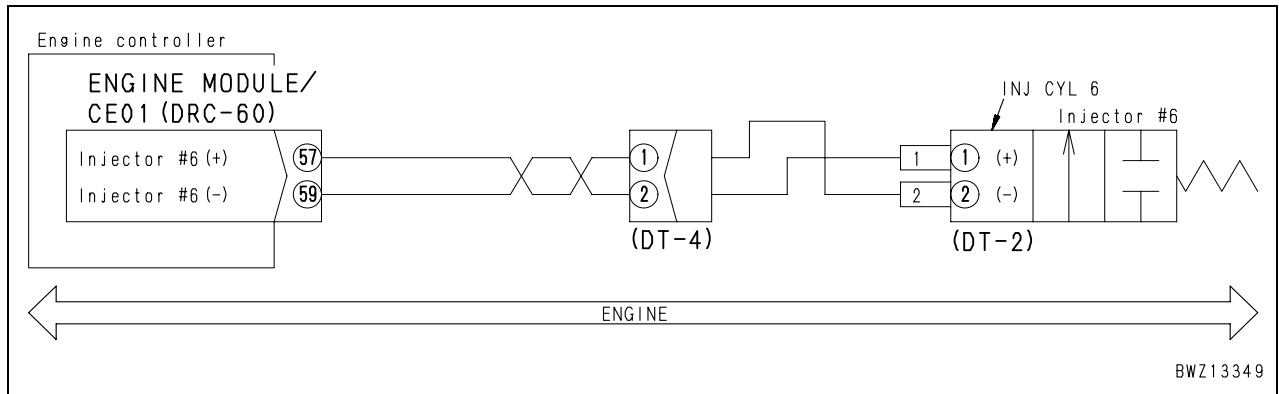 Engine controller
ENGINE MODULE/
CE01(DRC-60)
Injector #6(+) 57
Injector #6(-) 59
1
2
(DT-4)
INJ CYL 6
Injector #6
1 1 (+)
2 2 (-)
(DT-2)
ENGINE
BWZ13349